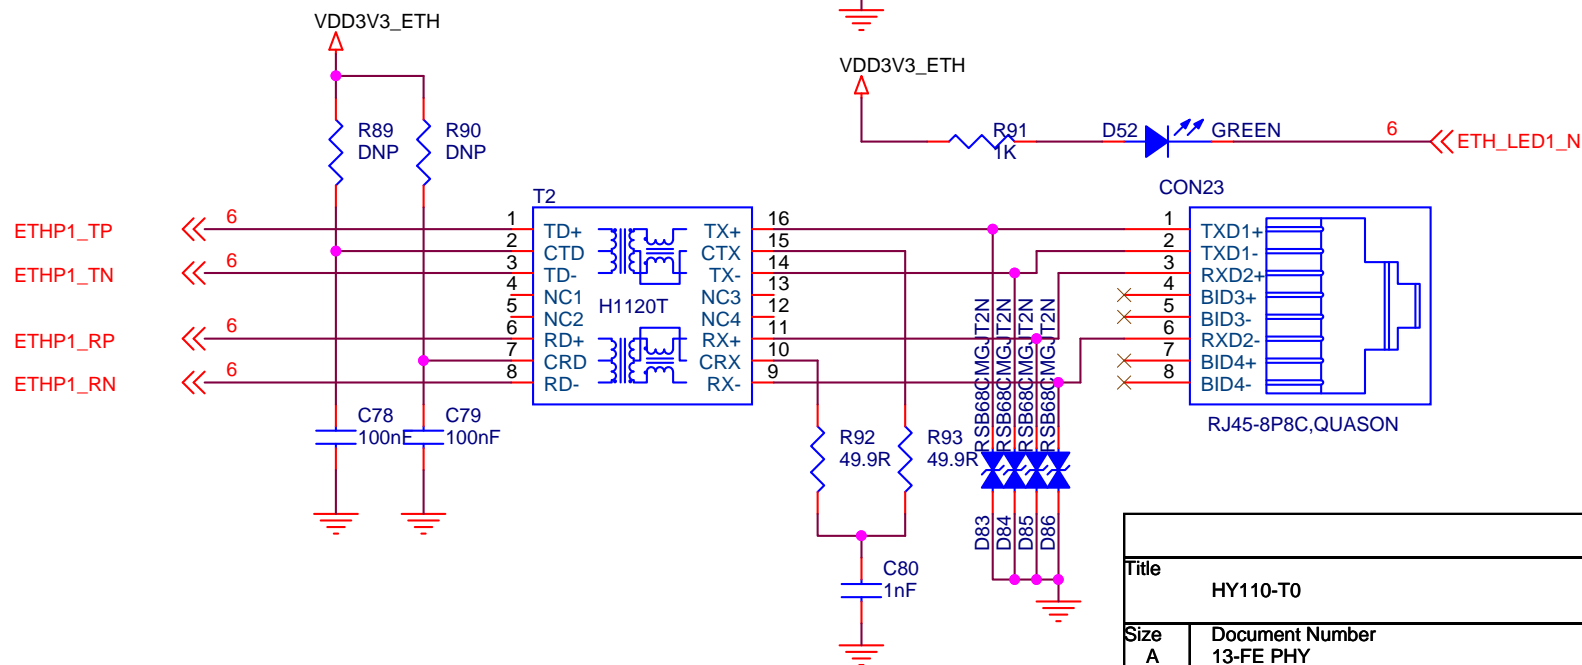 VDD3V3_ETH
VDD3V3_ETH
R89
DNP
R90
DNP
R91
1K
D52
GREEN
6
ETH_LED1_N
T2
CON23
ETHP1_TP
6
ETHP1_TN
6
ETHP1_RP
6
ETHP1_RN
6
1 TD+ TX+ 16
2 CTD CTX 15
3 TD- TX- 14
4 NC1 NC3 13
5 NC2 NC4 12
6 RD+ RX+ 11
7 CRD CRX 10
8 RD- RX- 9
H1120T
1 TXD1+
2 TXD1-
3 RXD2+
4 BID3+
5 BID3-
6 RXD2-
7 BID4+
8 BID4-
RJ45-8P8C,QUASON
C78
100nF
C79
100nF
R92
49.9R
R93
49.9R
RSB68CMGJT2N
RSB68CMGJT2N
RSB68CMGJT2N
RSB68CMGJT2N
D83
D84
D85
D86
C80
1nF
Title
HY110-T0
Size
A
Document Number
13-FE PHY